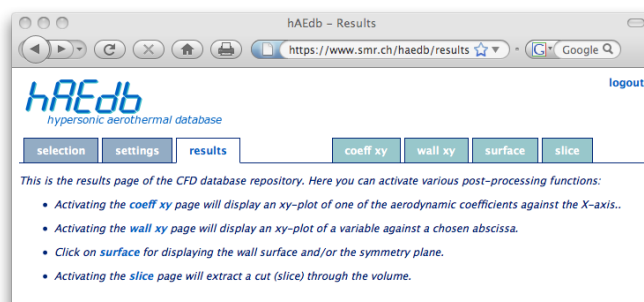 hAEdb - Results
https://www.smr.ch/haedb/results
G
Google
logout
hAEdb
hypersonic aerothermal database
selection settings results coeff xy wall xy surface slice
This is the results page of the CFD database repository. Here you can activate various post-processing functions:
• Activating the coeff xy page will display an xy-plot of one of the aerodynamic coefficients against the X-axis..
• Activating the wall xy page will display an xy-plot of a variable against a chosen abscissa.
• Click on surface for displaying the wall surface and/or the symmetry plane.
• Activating the slice page will extract a cut (slice) through the volume.